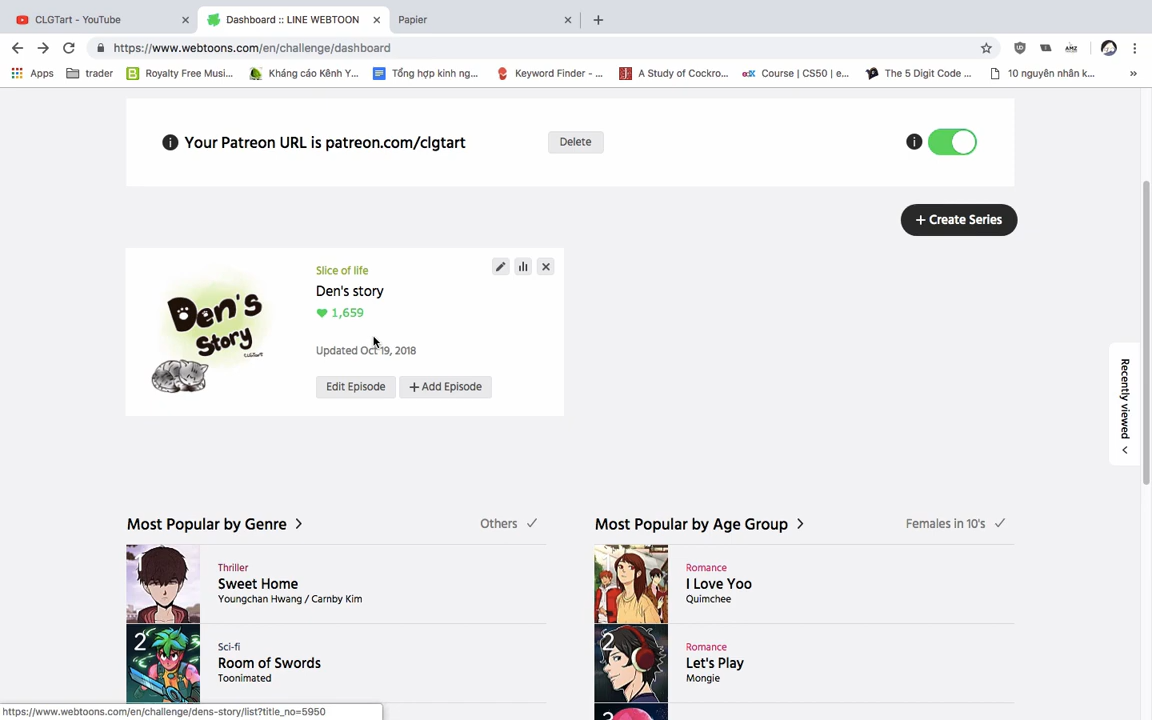 CLGTart - YouTube
Dashboard :: LINE WEBTOON
Papier
https://www.webtoons.com/en/challenge/dashboard
Apps
trader
Royalty Free Musi...
Kháng cáo Kênh Y...
Tổng hợp kinh ng...
Keyword Finder - ...
A Study of Cockro...
Course | CS50 | e...
The 5 Digit Code ...
10 nguyên nhân k...
Your Patreon URL is patreon.com/clgtart
Delete
+ Create Series
Den's
Story
CLGTart
Slice of life
Den's story
1,659
Updated Oct 19, 2018
Edit Episode
+ Add Episode
Recently viewed
Most Popular by Genre
Others
Thriller
Sweet Home
Youngchan Hwang / Carnby Kim
2
Sci-fi
Room of Swords
Toonimated
Most Popular by Age Group
Females in 10's
Romance
I Love Yoo
Quimchee
2
Romance
Let's Play
Mongie
https://www.webtoons.com/en/challenge/dens-story/list?title_no=5950